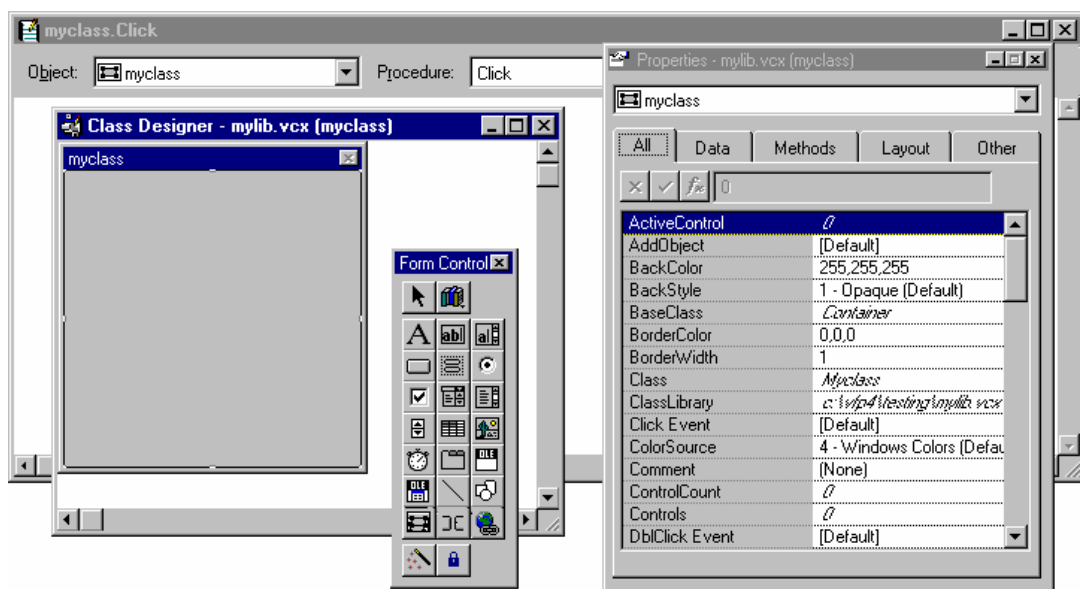 myclass.Click
Object: myclass Procedure: Click
Class Designer - mylib.vcx (myclass)
myclass
Form Control
A ab| a|
OLE
OLE
Properties - mylib.vcx (myclass)
myclass
All Data Methods Layout Other
fx 0
ActiveControl 0
AddObject [Default]
BackColor 255,255,255
BackStyle 1 - Opaque (Default)
BaseClass Container
BorderColor 0,0,0
BorderWidth 1
Class Myclass
ClassLibrary c:\vfp4\testing\mylib.vcx
Click Event [Default]
ColorSource 4 - Windows Colors (Defau
Comment (None)
ControlCount 0
Controls 0
DblClick Event [Default]